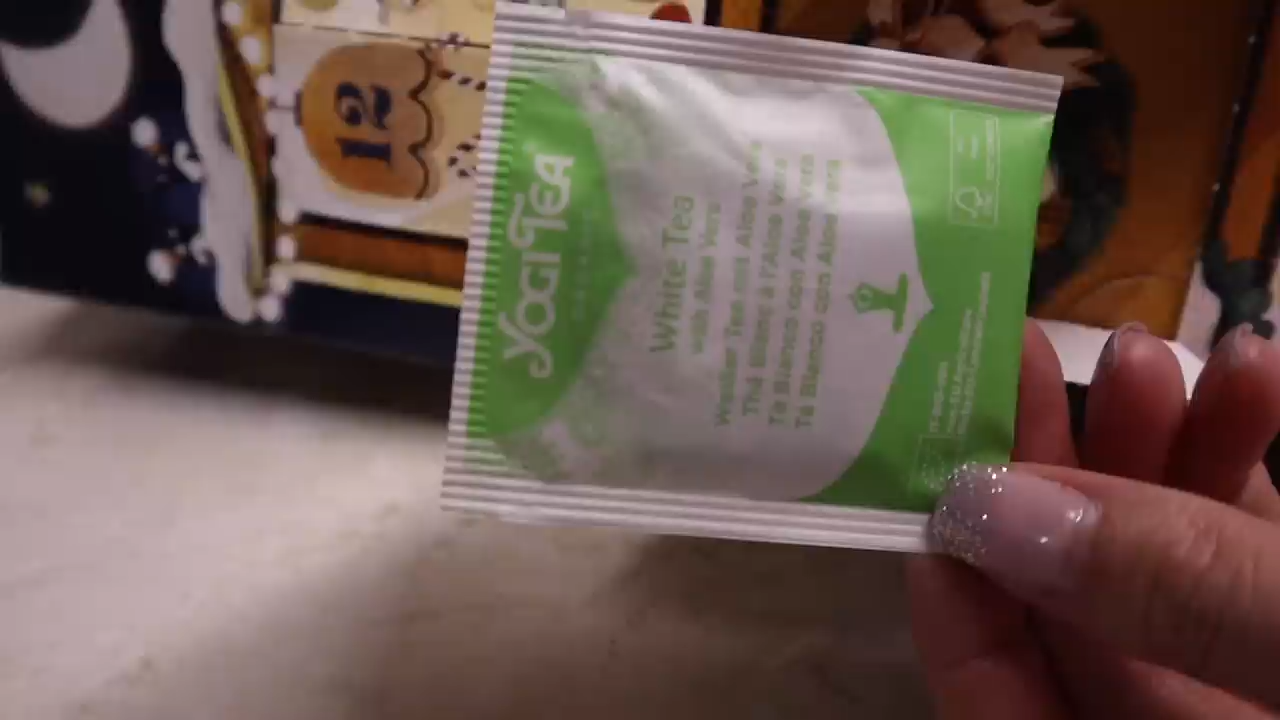 12
YOGI TEA
ORGANIC
White Tea
with Aloe Vera
Weißer Tee mit Aloe Vera
Thé Blanc à l'Aloe Vera
Tè Bianco con Aloe Vera
Té Blanco con Aloe Vera